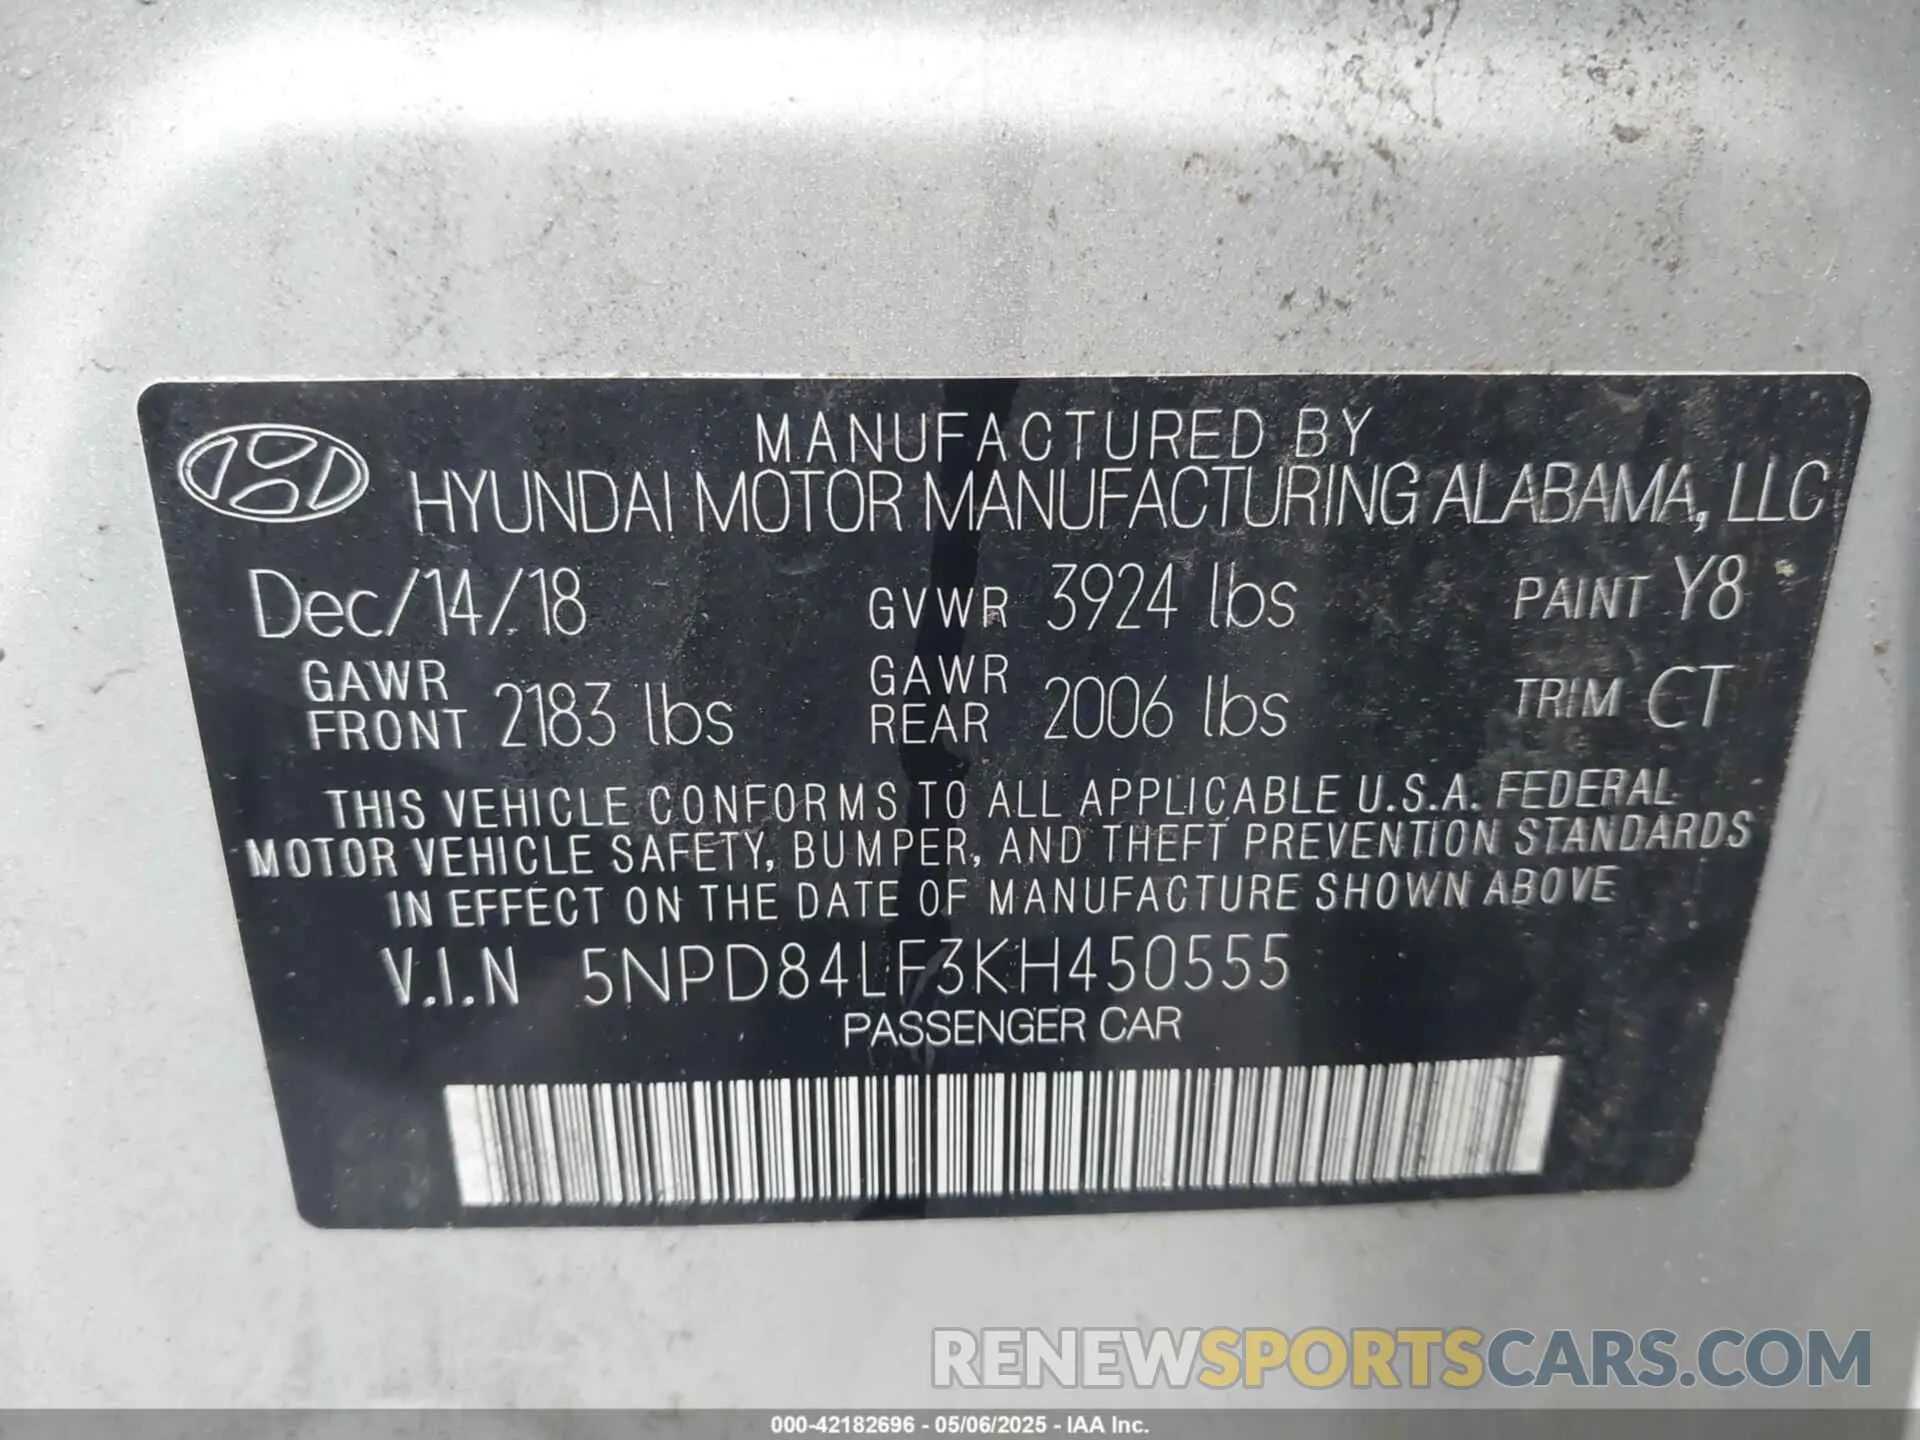 MANUFACTURED BY
HYUNDAI MOTOR MANUFACTURING ALABAMA, LLC
Dec/14/18 GVWR 3924 lbs PAINT Y8
GAWR FRONT 2183 lbs GAWR REAR 2006 lbs TRIM CT
THIS VEHICLE CONFORMS TO ALL APPLICABLE U.S.A. FEDERAL
MOTOR VEHICLE SAFETY, BUMPER, AND THEFT PREVENTION STANDARDS
IN EFFECT ON THE DATE OF MANUFACTURE SHOWN ABOVE
V.I.N 5NPD84LF3KH450555
PASSENGER CAR
RENEWSPORTSCARS.COM
000-42182696 - 05/06/2025 - IAA Inc.